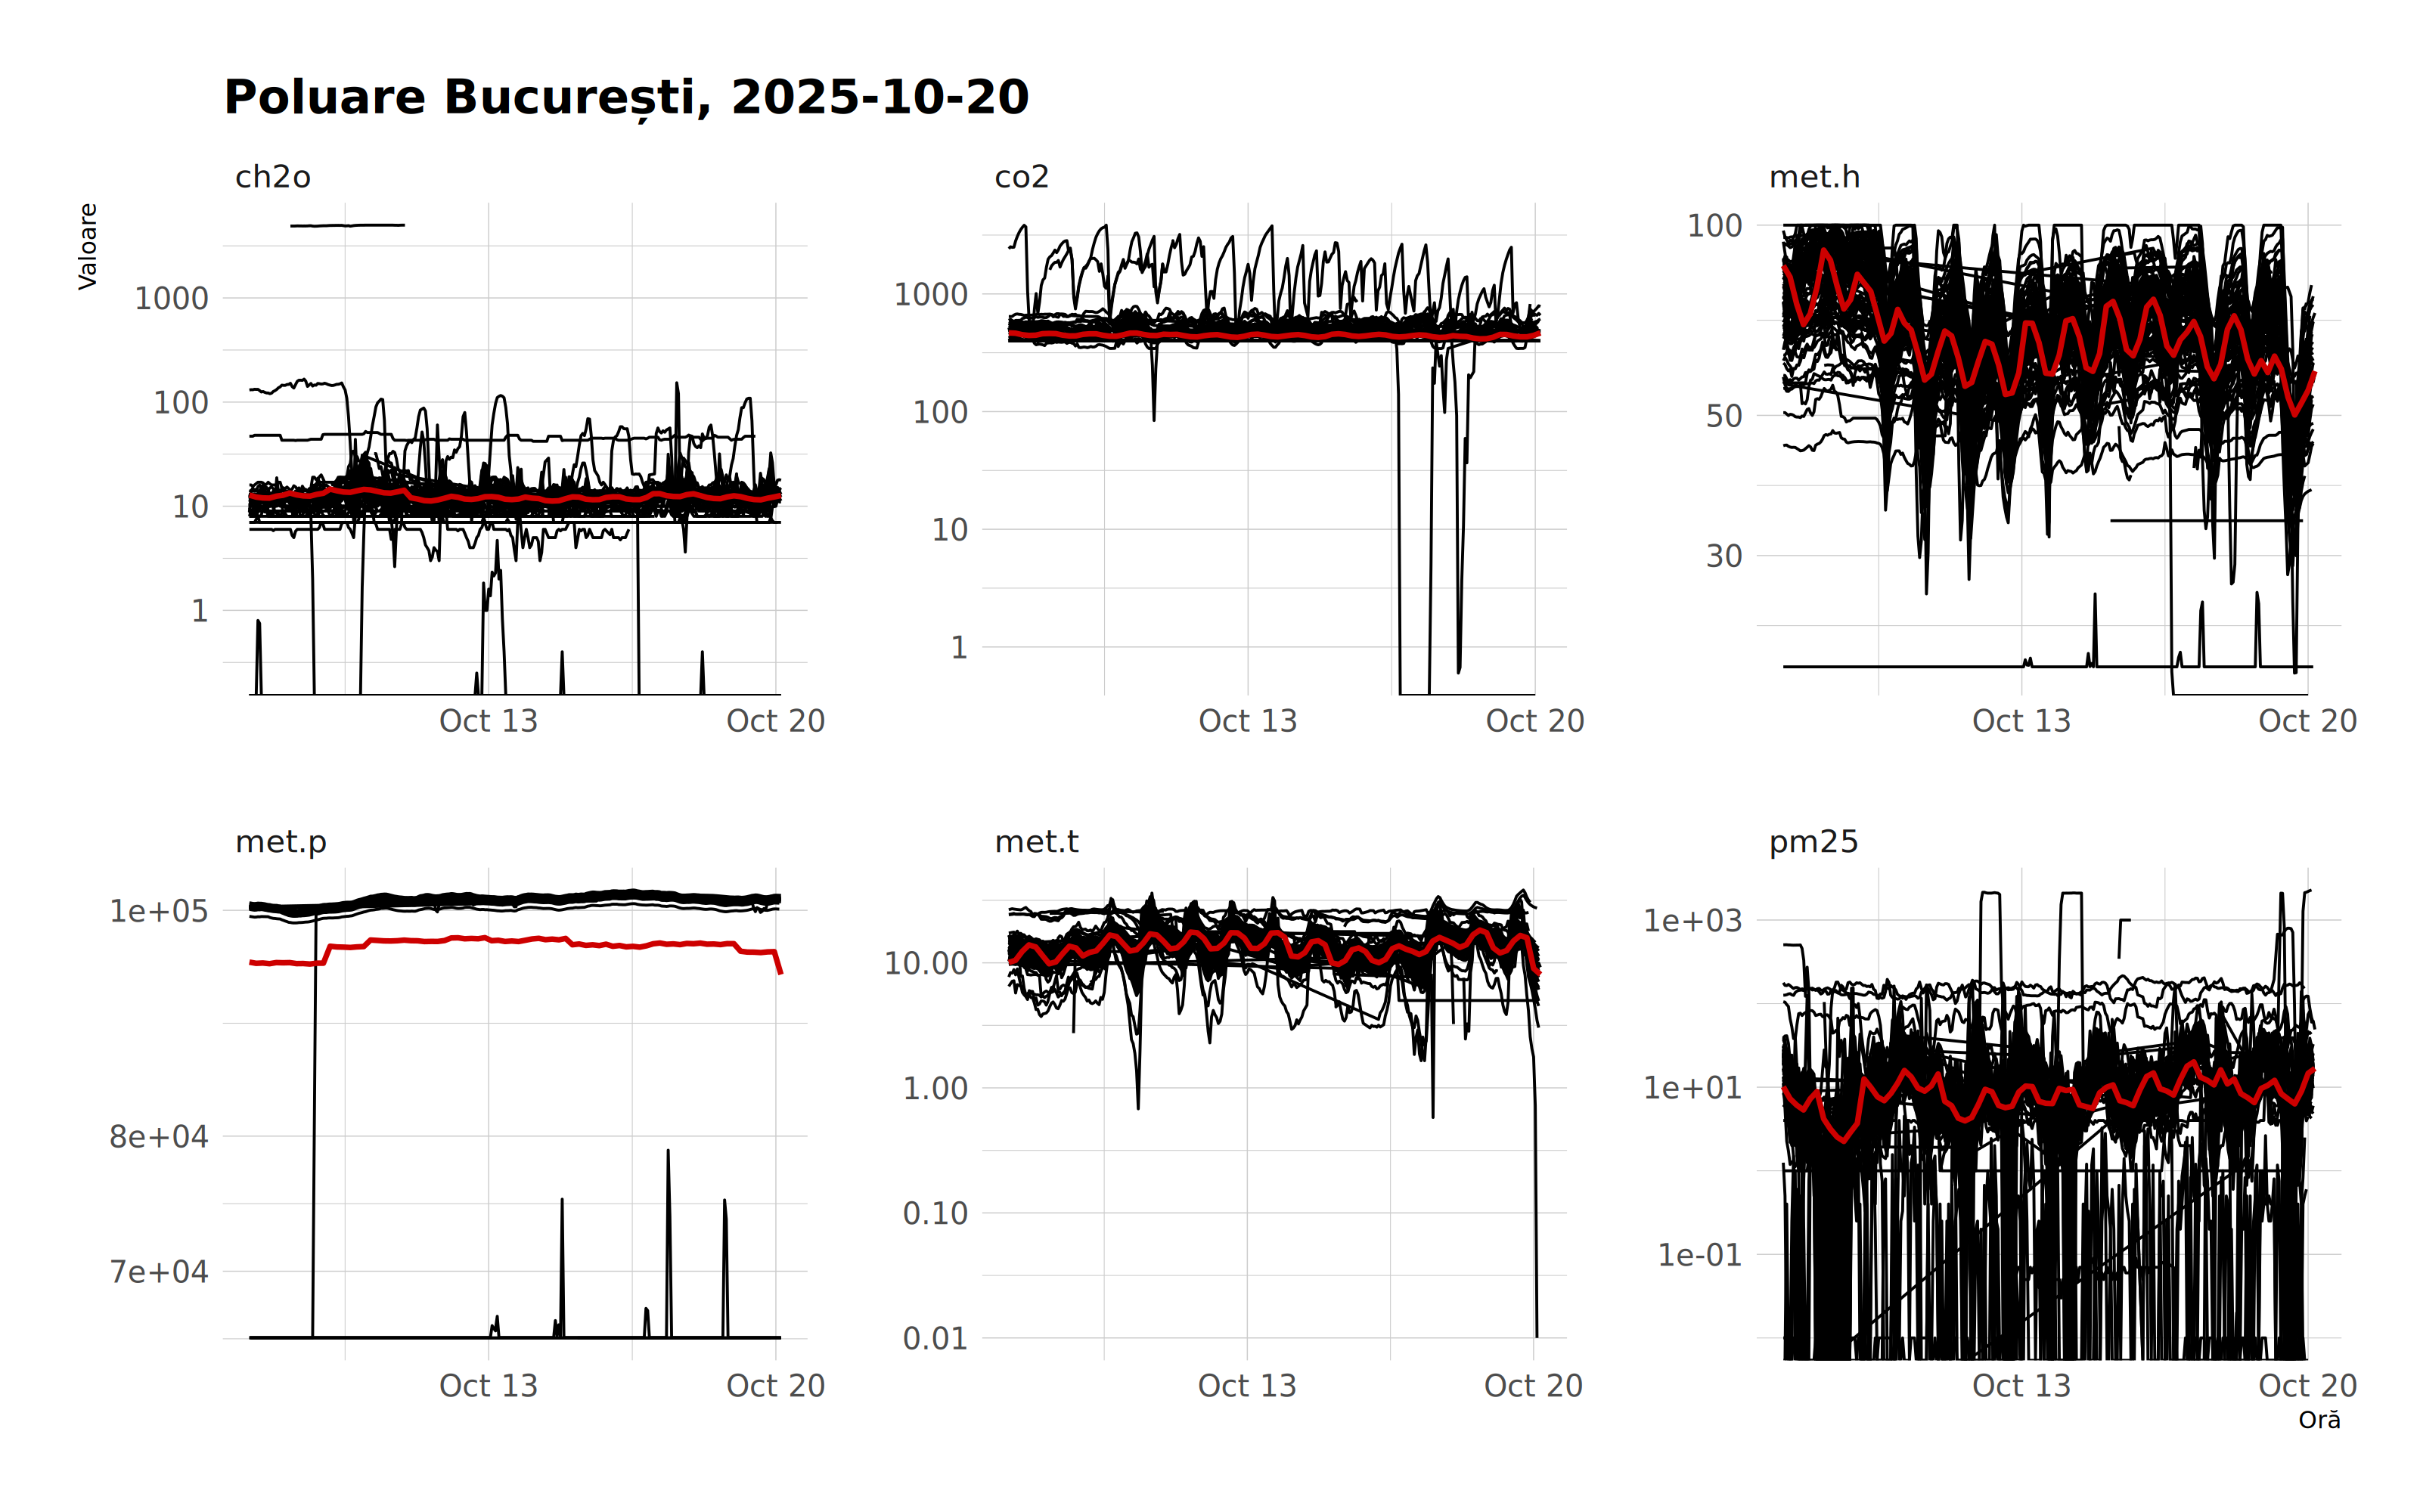 Poluare București, 2025-10-20
Valoare
ch2o
1000
100
10
1
Oct 13
Oct 20
co2
1000
100
10
1
Oct 13
Oct 20
met.h
100
50
30
Oct 13
Oct 20
met.p
1e+05
8e+04
7e+04
Oct 13
Oct 20
met.t
10.00
1.00
0.10
0.01
Oct 13
Oct 20
pm25
1e+03
1e+01
1e-01
Oct 13
Oct 20
Oră